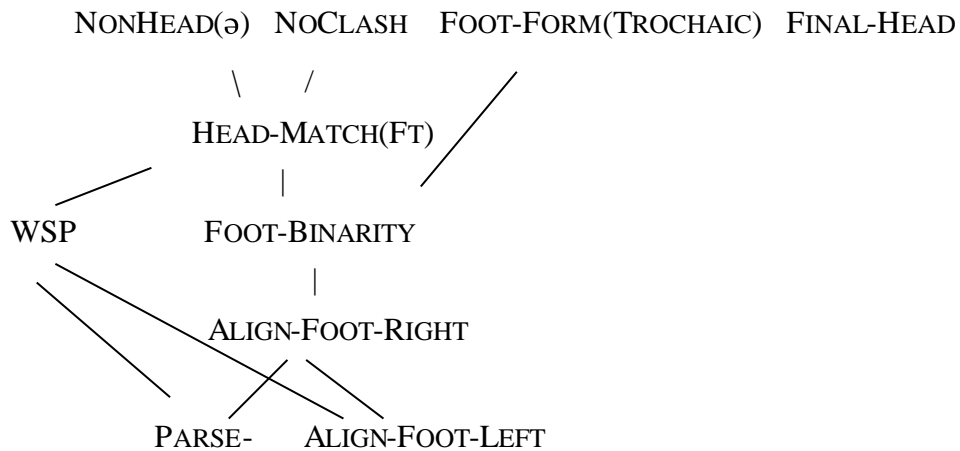 NONHEAD(ə) NOCLASH FOOT-FORM(TROCHAIC) FINAL-HEAD
HEAD-MATCH(FT)
WSP FOOT-BINARITY
ALIGN-FOOT-RIGHT
PARSE- ALIGN-FOOT-LEFT